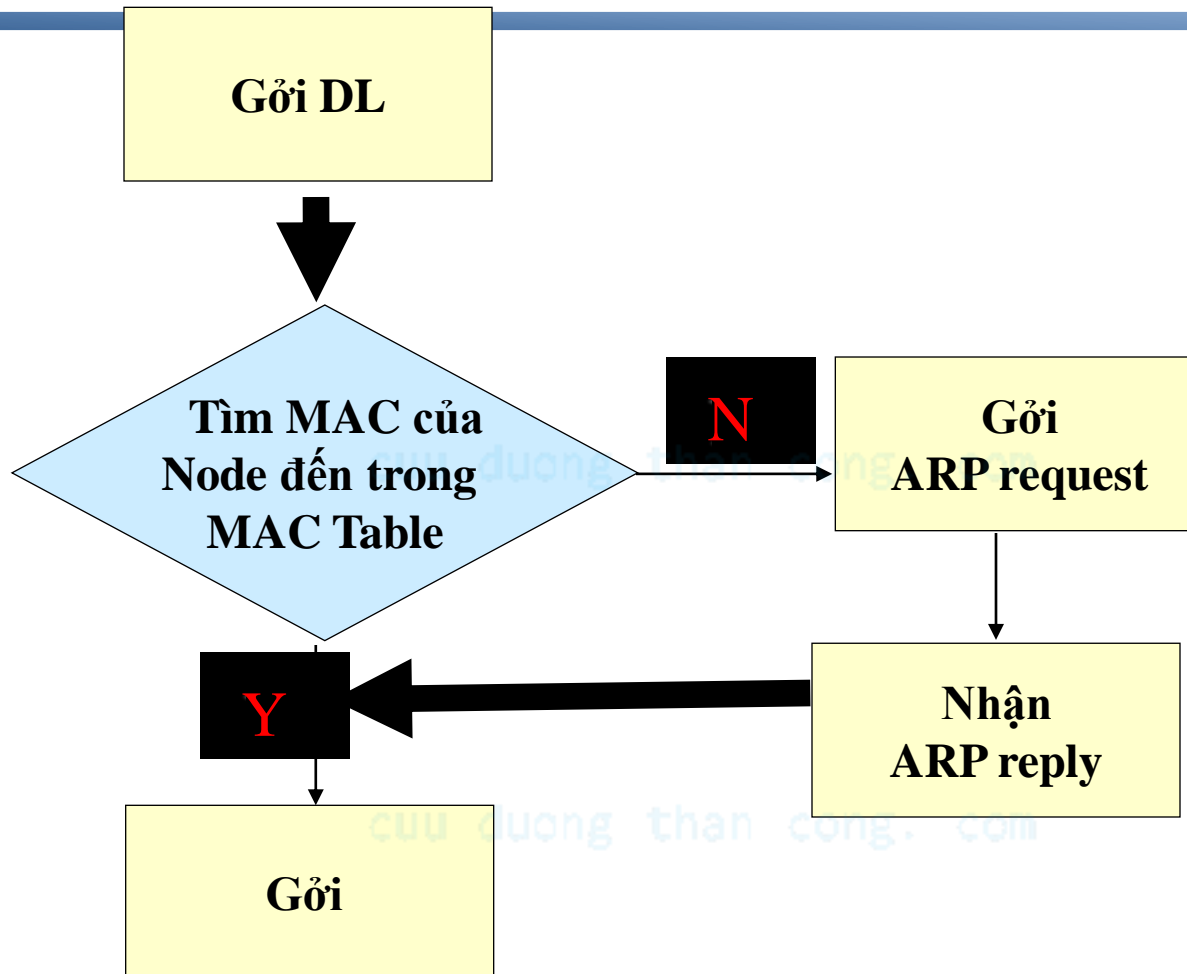 Gởi DL
Tìm MAC của
Node đến trong
MAC Table
N
Gởi
ARP request
cuu duong than cong. com
Y
Nhận
ARP reply
cuu duong than cong. com
Gởi